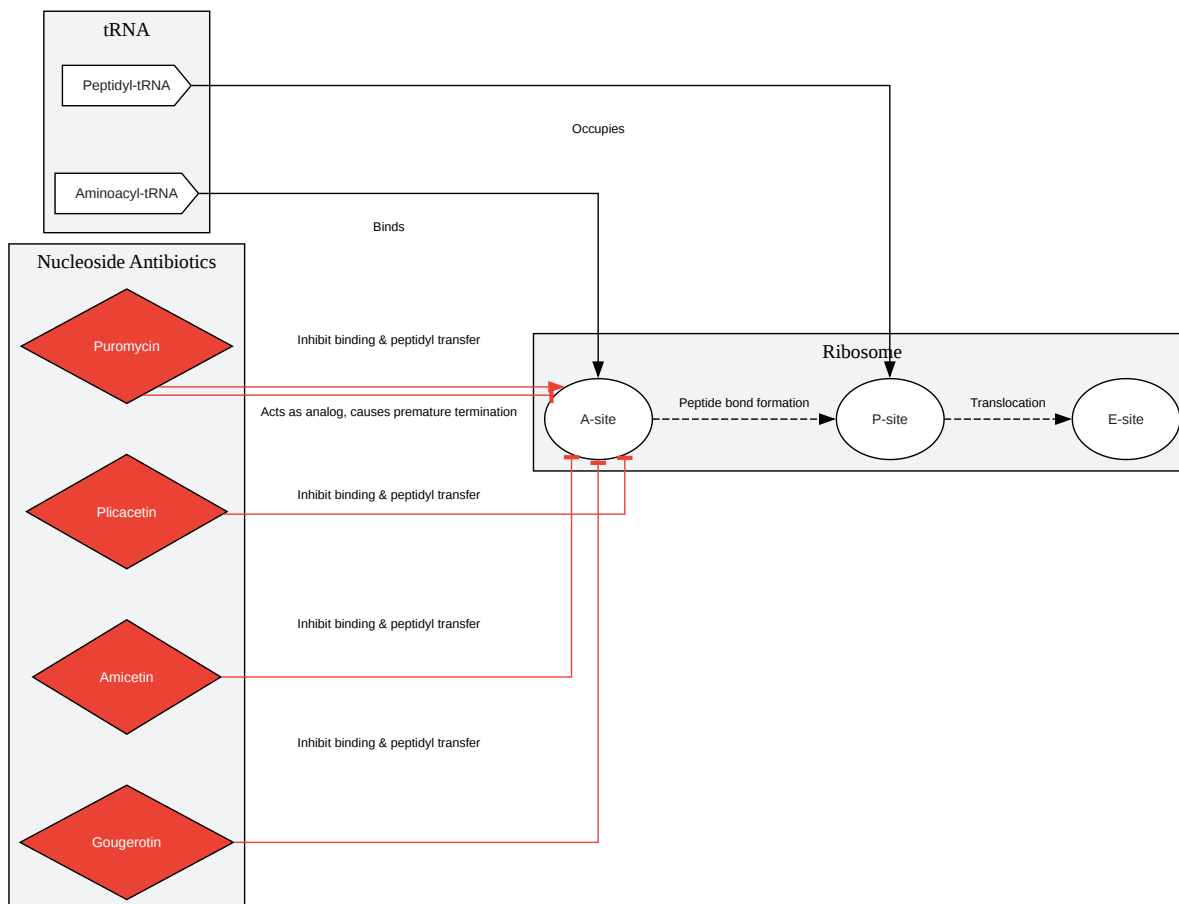 tRNA
Peptidyl-tRNA
Occupies
Aminoacyl-tRNA
Binds
Nucleoside Antibiotics
Puromycin
Inhibit binding & peptidyl transfer
Acts as analog, causes premature termination
Ribosome
A-site
Peptide bond formation
P-site
Translocation
E-site
Plicacetin
Inhibit binding & peptidyl transfer
Amicetin
Inhibit binding & peptidyl transfer
Gougerotin
Inhibit binding & peptidyl transfer